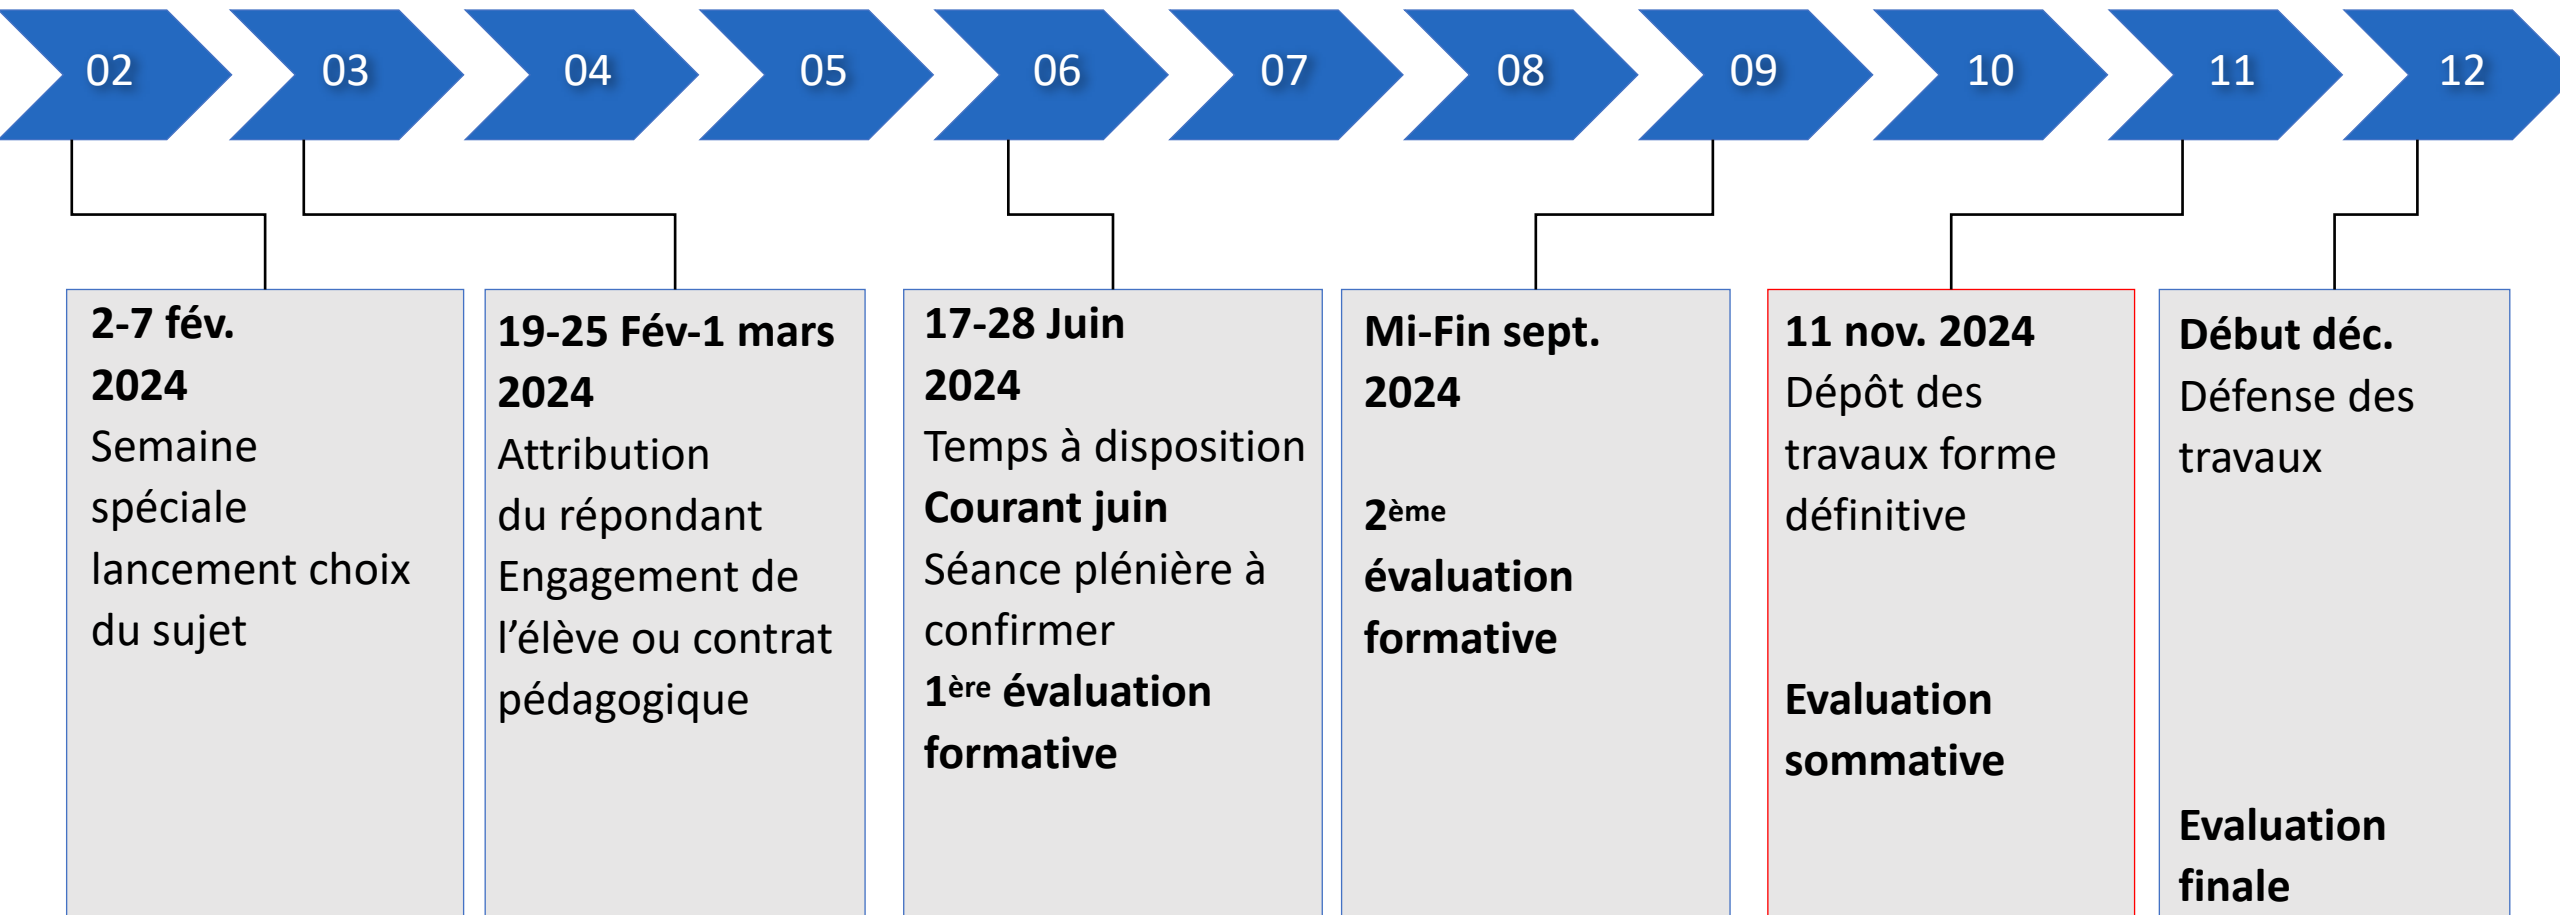 02 03 04 05 06 07 08 09 10 11 12
2-7 fév.
2024
Semaine
spéciale
lancement choix
du sujet
19-25 Fév-1 mars
2024
Attribution
du répondant
Engagement de
l’élève ou contrat
pédagogique
17-28 Juin
2024
Temps à disposition
Courant juin
Séance plénière à
confirmer
1ère évaluation
formative
Mi-Fin sept.
2024
2ème
évaluation
formative
11 nov. 2024
Dépôt des
travaux forme
définitive
Evaluation
sommative
Début déc.
Défense des
travaux
Evaluation
finale